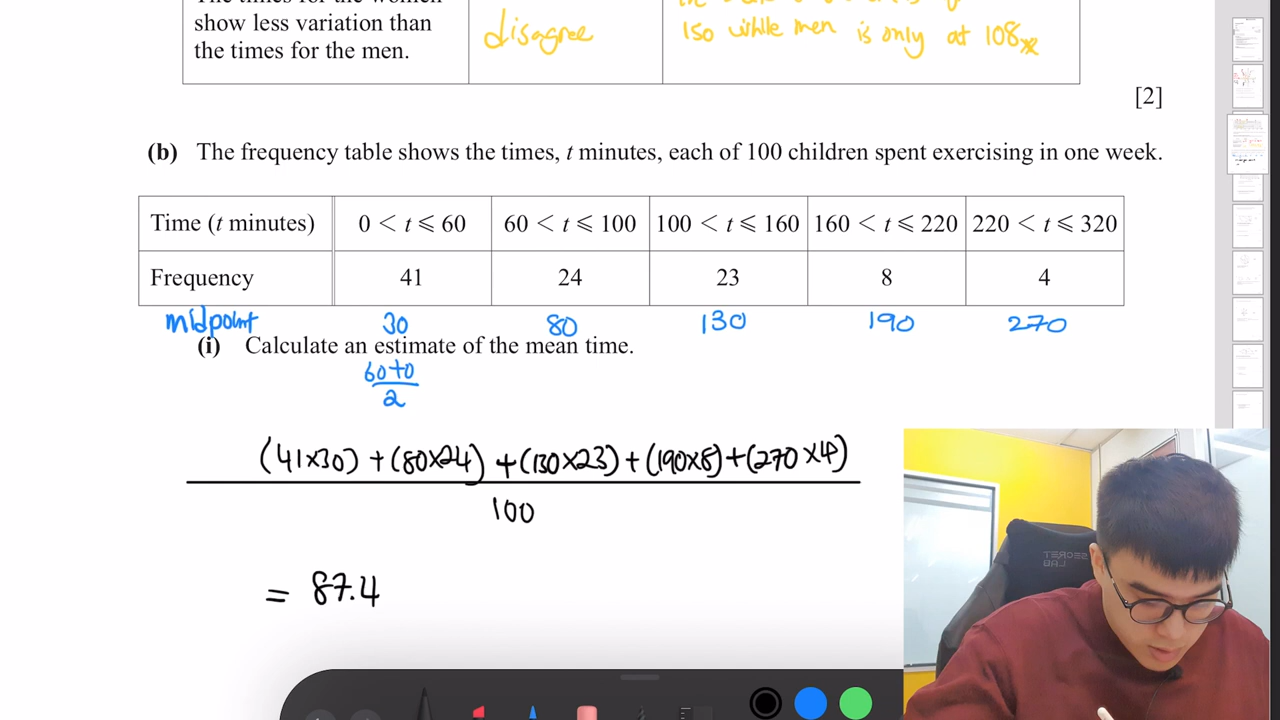 show less variation than
the times for the men.
disagree
150 while men is only at 108
[2]
(b) The frequency table shows the times, t minutes, each of 100 children spent exercising in one week.
Time (t minutes) 0 < t ⩽ 60 60 < t ⩽ 100 100 < t ⩽ 160 160 < t ⩽ 220 220 < t ⩽ 320
Frequency 41 24 23 8 4
midpoint 30 80 130 190 270
(i) Calculate an estimate of the mean time.
60+0
2
(41×30) + (80×24) + (130×23) + (190×8) + (270×4)
100
= 87.4
SECRET
LAB